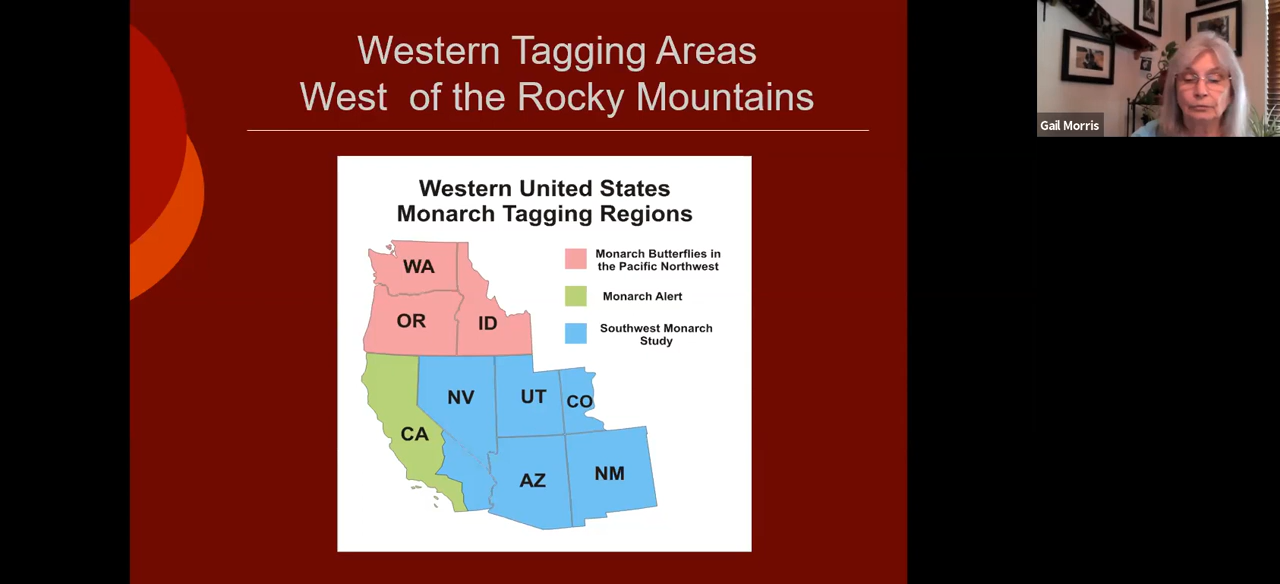 Western Tagging Areas
West of the Rocky Mountains
Gail Morris
Western United States
Monarch Tagging Regions
Monarch Butterflies in
the Pacific Northwest
Monarch Alert
Southwest Monarch
Study
WA
OR
ID
NV
UT
CO
CA
AZ
NM